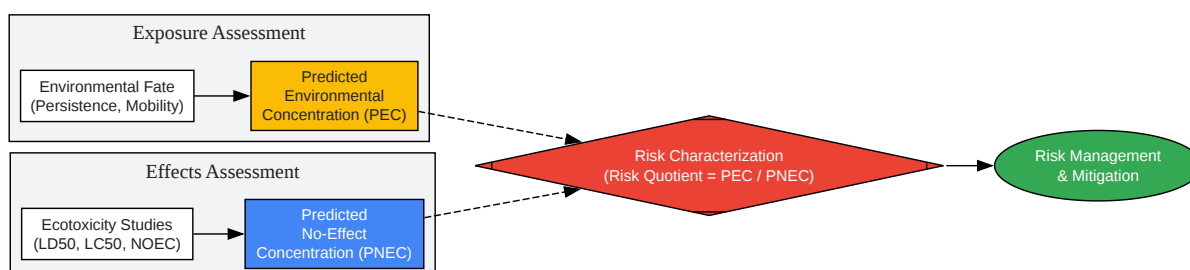 Exposure Assessment
Environmental Fate
(Persistence, Mobility)
Predicted
Environmental
Concentration (PEC)
Effects Assessment
Ecotoxicity Studies
(LD50, LC50, NOEC)
Predicted
No-Effect
Concentration (PNEC)
Risk Characterization
(Risk Quotient = PEC / PNEC)
Risk Management
& Mitigation